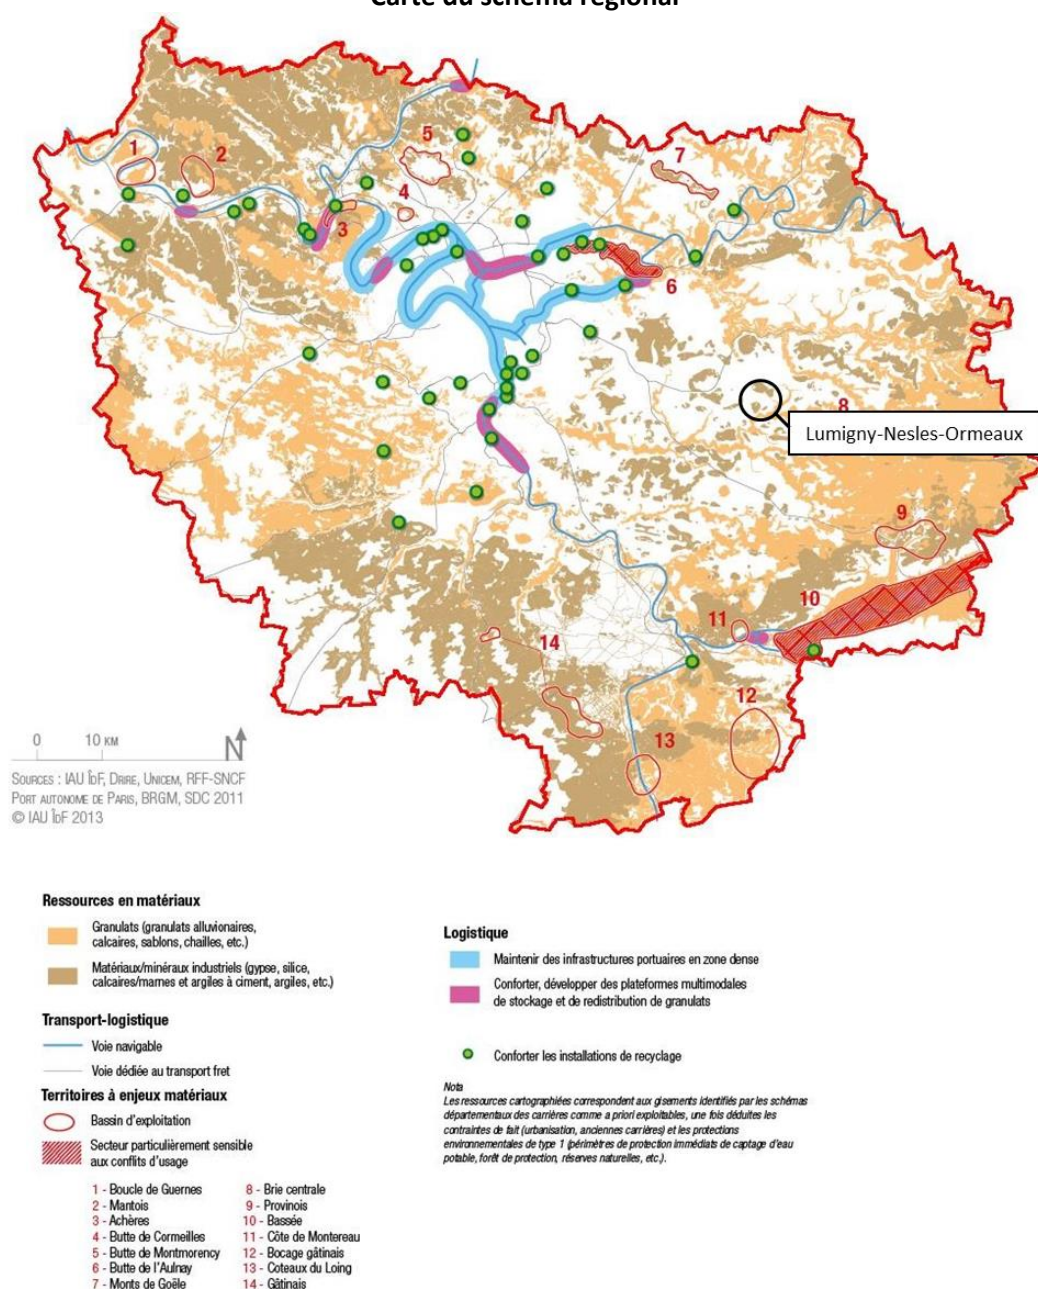 Carte du schéma régional
1
2
3
4
5
6
7
8
Lumigny-Nesles-Ormeaux
9
10
11
12
13
14
0 10 KM
N
SOURCES : IAU ÎDF, DRIRE, UNICEM, RFF-SNCF
PORT AUTONOME DE PARIS, BRGM, SDC 2011
© IAU ÎDF 2013
Ressources en matériaux
Granulats (granulats alluvionaires,
calcaires, sablons, chailles, etc.)
Matériaux/minéraux industriels (gypse, silice,
calcaires/marnes et argiles à ciment, argiles, etc.)
Transport-logistique
Voie navigable
Voie dédiée au transport fret
Territoires à enjeux matériaux
Bassin d'exploitation
Secteur particulièrement sensible
aux conflits d'usage
1 - Boucle de Guernes
2 - Mantois
3 - Achères
4 - Butte de Cormeilles
5 - Butte de Montmorency
6 - Butte de l'Aulnay
7 - Monts de Goële
8 - Brie centrale
9 - Provinois
10 - Bassée
11 - Côte de Montereau
12 - Bocage gâtinais
13 - Coteaux du Loing
14 - Gâtinais
Logistique
Maintenir des infrastructures portuaires en zone dense
Conforter, développer des plateformes multimodales
de stockage et de redistribution de granulats
Conforter les installations de recyclage
Nota
Les ressources cartographiées correspondent aux gisements identifiés par les schémas
départementaux des carrières comme a priori exploitables, une fois déduites les
contraintes de fait (urbanisation, anciennes carrières) et les protections
environnementales de type 1 (périmètres de protection immédiats de captage d'eau
potable, forêt de protection, réserves naturelles, etc.).